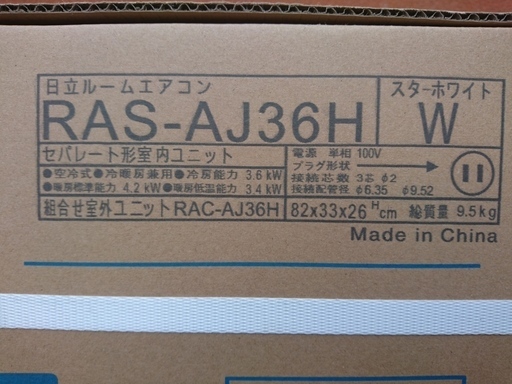 日立ルームエアコン
RAS-AJ36H
スターホワイト
W
セパレート形室内ユニット
●空冷式●冷暖房兼用●冷房能力 3.6 kW
●暖房標準能力 4.2 kW●暖房低温能力 3.4 kW
電源 単相 100V
プラグ形状
接続芯数 3芯 φ2
接続配管径 φ6.35 φ9.52
組合せ室外ユニットRAC-AJ36H
82×33×26ᴴcm 総質量 9.5kg
Made in China